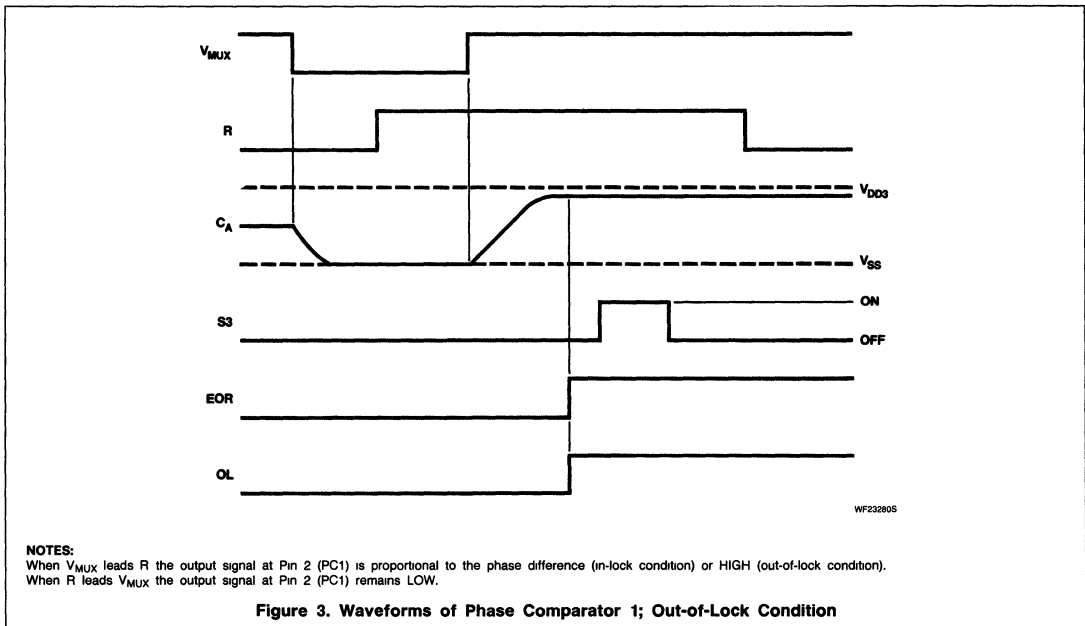 VMUX
R
VDD3
CA
VSS
ON
S3
OFF
EOR
OL
WF23280S
NOTES:
When VMUX leads R the output signal at Pin 2 (PC1) is proportional to the phase difference (in-lock condition) or HIGH (out-of-lock condition).
When R leads VMUX the output signal at Pin 2 (PC1) remains LOW.
Figure 3. Waveforms of Phase Comparator 1; Out-of-Lock Condition